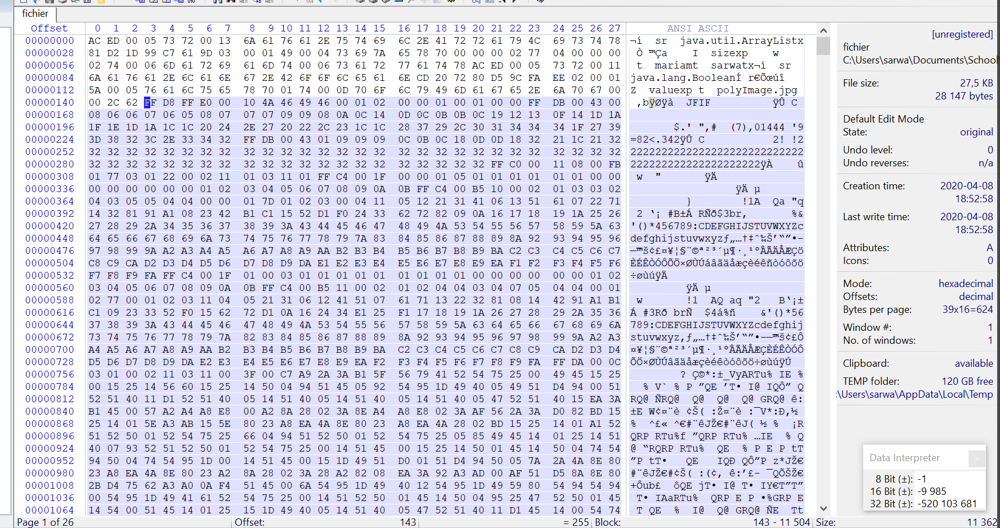 fichier
Offset 0 1 2 3 4 5 6 7 8 9 10 11 12 13 14 15 16 17 18 19 20 21 22 23 24 25 26 27 ANSI ASCII
00000000 AC ED 00 05 73 72 00 13 6A 61 76 61 2E 75 74 69 6C 2E 41 72 72 61 79 4C 69 73 74 78 ¬í sr java.util.ArrayListx
00000028 81 D2 1D 99 C7 61 9D 03 00 01 49 00 04 73 69 7A 65 78 70 00 00 00 02 77 04 00 00 00 Ò ™Ça I sizexp w
00000056 02 74 00 06 6D 61 72 69 61 6D 74 00 06 73 61 72 77 61 74 78 AC ED 00 05 73 72 00 11 t mariamt sarwatx¬í sr
00000084 6A 61 76 61 2E 6C 61 6E 67 2E 42 6F 6F 6C 65 61 6E CD 20 72 80 D5 9C FA EE 02 00 01 java.lang.BooleanÍ r€Õœúî
00000112 5A 00 05 76 61 6C 75 65 78 70 01 74 00 0D 70 6F 6C 79 49 6D 61 67 65 2E 6A 70 67 00 Z valuexp t polyImage.jpg
00000140 00 2C 62 FF D8 FF E0 00 10 4A 46 49 46 00 01 02 00 00 01 00 01 00 00 FF DB 00 43 00 ,bÿØÿà JFIF ÿÛ C
00000168 08 06 06 07 06 05 08 07 07 07 09 09 08 0A 0C 14 0D 0C 0B 0B 0C 19 12 13 0F 14 1D 1A
00000196 1F 1E 1D 1A 1C 1C 20 24 2E 27 20 22 2C 23 1C 1C 28 37 29 2C 30 31 34 34 34 1F 27 39 $.' ",# (7),01444 '9
00000224 3D 38 32 3C 2E 33 34 32 FF DB 00 43 01 09 09 09 0C 0B 0C 18 0D 0D 18 32 21 1C 21 32 =82<.342ÿÛ C 2! !2
00000252 32 32 32 32 32 32 32 32 32 32 32 32 32 32 32 32 32 32 32 32 32 32 32 32 32 32 32 32 2222222222222222222222222222
00000280 32 32 32 32 32 32 32 32 32 32 32 32 32 32 32 32 32 32 32 32 32 FF C0 00 11 08 00 FB 222222222222222222222ÿÀ û
00000308 01 77 03 01 22 00 02 11 01 03 11 01 FF C4 00 1F 00 00 01 05 01 01 01 01 01 01 00 00 w " ÿÄ
00000336 00 00 00 00 00 00 01 02 03 04 05 06 07 08 09 0A 0B FF C4 00 B5 10 00 02 01 03 03 02 ÿÄ µ
00000364 04 03 05 05 04 04 00 00 01 7D 01 02 03 00 04 11 05 12 21 31 41 06 13 51 61 07 22 71 } !1A Qa "q
00000392 14 32 81 91 A1 08 23 42 B1 C1 15 52 D1 F0 24 33 62 72 82 09 0A 16 17 18 19 1A 25 26 2 ‘¡ #B±Á RÑð$3br‚ %&
00000420 27 28 29 2A 34 35 36 37 38 39 3A 43 44 45 46 47 48 49 4A 53 54 55 56 57 58 59 5A 63 '()*456789:CDEFGHIJSTUVWXYZc
00000448 64 65 66 67 68 69 6A 73 74 75 76 77 78 79 7A 83 84 85 86 87 88 89 8A 92 93 94 95 96 defghijstuvwxyzƒ„…†‡ˆ‰Š’“”•–
00000476 97 98 99 9A A2 A3 A4 A5 A6 A7 A8 A9 AA B2 B3 B4 B5 B6 B7 B8 B9 BA C2 C3 C4 C5 C6 C7 —˜™š¢£¤¥¦§¨©ª²³´µ¶·¸¹ºÂÃÄÅÆÇ
00000504 C8 C9 CA D2 D3 D4 D5 D6 D7 D8 D9 DA E1 E2 E3 E4 E5 E6 E7 E8 E9 EA F1 F2 F3 F4 F5 F6 ÈÉÊÒÓÔÕÖ×ØÙÚáâãäåæçèéêñòóôõö
00000532 F7 F8 F9 FA FF C4 00 1F 01 00 03 01 01 01 01 01 01 01 01 01 00 00 00 00 00 00 01 02 ÷øùúÿÄ
00000560 03 04 05 06 07 08 09 0A 0B FF C4 00 B5 11 00 02 01 02 04 04 03 04 07 05 04 04 00 01 ÿÄ µ
00000588 02 77 00 01 02 03 11 04 05 21 31 06 12 41 51 07 61 71 13 22 32 81 08 14 42 91 A1 B1 w !1 AQ aq "2 B‘¡±
00000616 C1 09 23 33 52 F0 15 62 72 D1 0A 16 24 34 E1 25 F1 17 18 19 1A 26 27 28 29 2A 35 36 Á #3Rð brÑ $4á%ñ &'()*56
00000644 37 38 39 3A 43 44 45 46 47 48 49 4A 53 54 55 56 57 58 59 5A 63 64 65 66 67 68 69 6A 789:CDEFGHIJSTUVWXYZcdefghij
00000672 73 74 75 76 77 78 79 7A 82 83 84 85 86 87 88 89 8A 92 93 94 95 96 97 98 99 9A A2 A3 stuvwxyz‚ƒ„…†‡ˆ‰Š’“”•–—˜™š¢£
00000700 A4 A5 A6 A7 A8 A9 AA B2 B3 B4 B5 B6 B7 B8 B9 BA C2 C3 C4 C5 C6 C7 C8 C9 CA D2 D3 D4 ¤¥¦§¨©ª²³´µ¶·¸¹ºÂÃÄÅÆÇÈÉÊÒÓÔ
00000728 D5 D6 D7 D8 D9 DA E2 E3 E4 E5 E6 E7 E8 E9 EA F2 F3 F4 F5 F6 F7 F8 F9 FA FF DA 00 0C ÕÖ×ØÙÚâãäåæçèéêòóôõö÷øùúÿÚ
00000756 03 01 00 02 11 03 11 00 3F 00 C7 A9 2A 3A B1 5F 56 79 41 52 54 75 25 00 49 45 15 25 ? Ç©*:±_VyARTu% IE %
00000784 00 15 25 14 56 60 15 25 14 50 04 94 51 45 05 92 54 95 1D 49 40 05 49 51 D4 94 00 51 % V` % P ”QE ’T• I@ IQÔ” Q
00000812 52 51 40 11 D1 52 51 40 05 14 51 40 05 14 51 40 05 14 51 40 05 47 52 51 40 15 EA 3A RQ@ ÑRQ@ Q@ Q@ Q@ GRQ@ ê:
00000840 B1 45 00 57 A2 A4 A8 E8 00 A2 8A 28 02 3A 8E A4 A8 E8 02 3A AF 56 2A 3A D0 82 BD 15 ±E W¢¤¨è ¢Š( :Ž¤¨è :¯V*:Ð‚½
00000868 25 14 01 5E A3 AB 15 5E 80 23 A8 EA 4A 8E 80 23 A8 EA 4A 28 02 BD 15 25 14 01 A1 52 % ^£« ^€#¨êJŽ€#¨êJ( ½ % ¡R
00000896 51 52 50 01 52 54 75 25 66 04 94 51 52 50 01 52 54 75 25 05 85 49 45 14 01 25 14 51 QRP RTu%f ”QRP RTu% …IE % Q
00000924 40 07 93 52 51 52 50 01 52 54 75 25 00 14 51 45 00 15 25 14 50 01 45 14 50 04 74 54 @ “RQRP RTu% QE % P E P tT
00000952 94 50 04 74 54 95 1D 00 14 51 45 00 15 1D 49 51 D0 01 51 D4 94 50 05 7A 2A 4A 8E 80 ”P tT• QE IQÐ QÔ”P z*JŽ€
00000980 23 A8 EA 4A 8E 80 23 A2 8A 28 02 3A 28 A2 82 08 EA 3A 92 A3 AD 00 AF 51 D5 8A 8E 80 #¨êJŽ€#¢Š( :(¢‚ ê:’£- ¯QÕŠŽ€
00001008 2B D4 75 62 A3 A0 0A F4 51 45 00 6A 54 95 1D 49 40 12 54 95 1D 49 59 80 54 94 54 94 +Ôub£ ôQE jT• I@ T• IY€T”T”
00001036 00 54 95 1D 49 41 61 52 54 75 25 00 14 51 52 50 01 45 14 50 04 95 25 47 52 50 01 45 T• IAaRTu% QRP E P •%GRP E
00001064 14 54 00 51 45 14 01 25 15 1D 49 40 05 14 51 40 05 47 52 51 40 11 D1 45 14 00 54 74 T QE % I@ Q@ GRQ@ ÑE Tt
[unregistered]
fichier
C:\Users\sarwa\Documents\School
File size: 27,5 KB
28 147 bytes
Default Edit Mode
State: original
Undo level: 0
Undo reverses: n/a
Creation time: 2020-04-08
18:52:58
Last write time: 2020-04-08
18:52:58
Attributes: A
Icons: 0
Mode: hexadecimal
Offsets: decimal
Bytes per page: 39x16=624
Window #: 1
No. of windows: 1
Clipboard: available
TEMP folder: 120 GB free
:\Users\sarwa\AppData\Local\Temp
Data Interpreter
8 Bit (±): -1
16 Bit (±): -9 985
32 Bit (±): -520 103 681
Page 1 of 26 Offset: 143 = 255 Block: 143 - 11 504 Size: 11 362